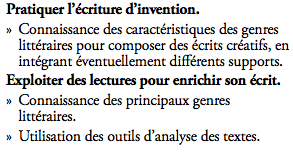 Pratiquer l’écriture d’invention.
» Connaissance des caractéristiques des genres
littéraires pour composer des écrits créatifs, en
intégrant éventuellement différents supports.
Exploiter des lectures pour enrichir son écrit.
» Connaissance des principaux genres
littéraires.
» Utilisation des outils d’analyse des textes.